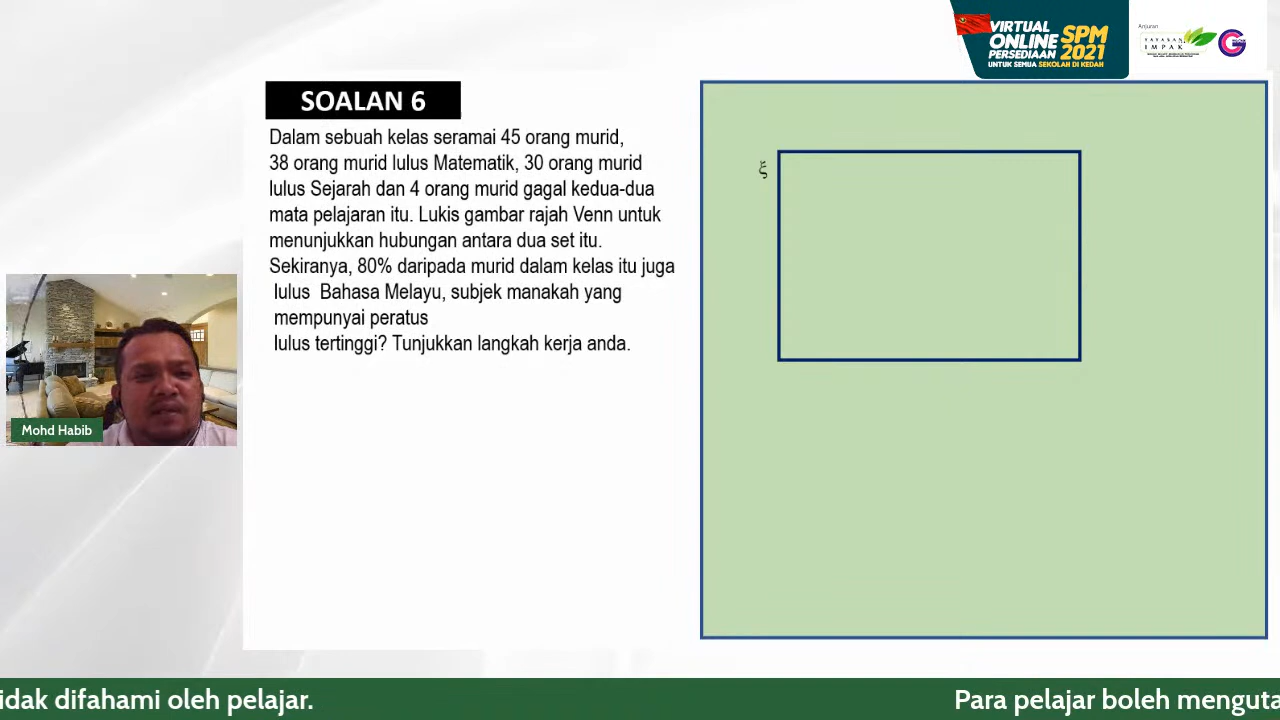 VIRTUAL
ONLINE
PERSEDIAAN
SPM
2021
UNTUK SEMUA SEKOLAH DI KEDAH
Anjuran
YAYASAN
IMPAK
G
SOALAN 6
Dalam sebuah kelas seramai 45 orang murid,
38 orang murid lulus Matematik, 30 orang murid
lulus Sejarah dan 4 orang murid gagal kedua-dua
mata pelajaran itu. Lukis gambar rajah Venn untuk
menunjukkan hubungan antara dua set itu.
Sekiranya, 80% daripada murid dalam kelas itu juga
lulus Bahasa Melayu, subjek manakah yang
mempunyai peratus
lulus tertinggi? Tunjukkan langkah kerja anda.
ξ
Mohd Habib
idak difahami oleh pelajar.
Para pelajar boleh menguta